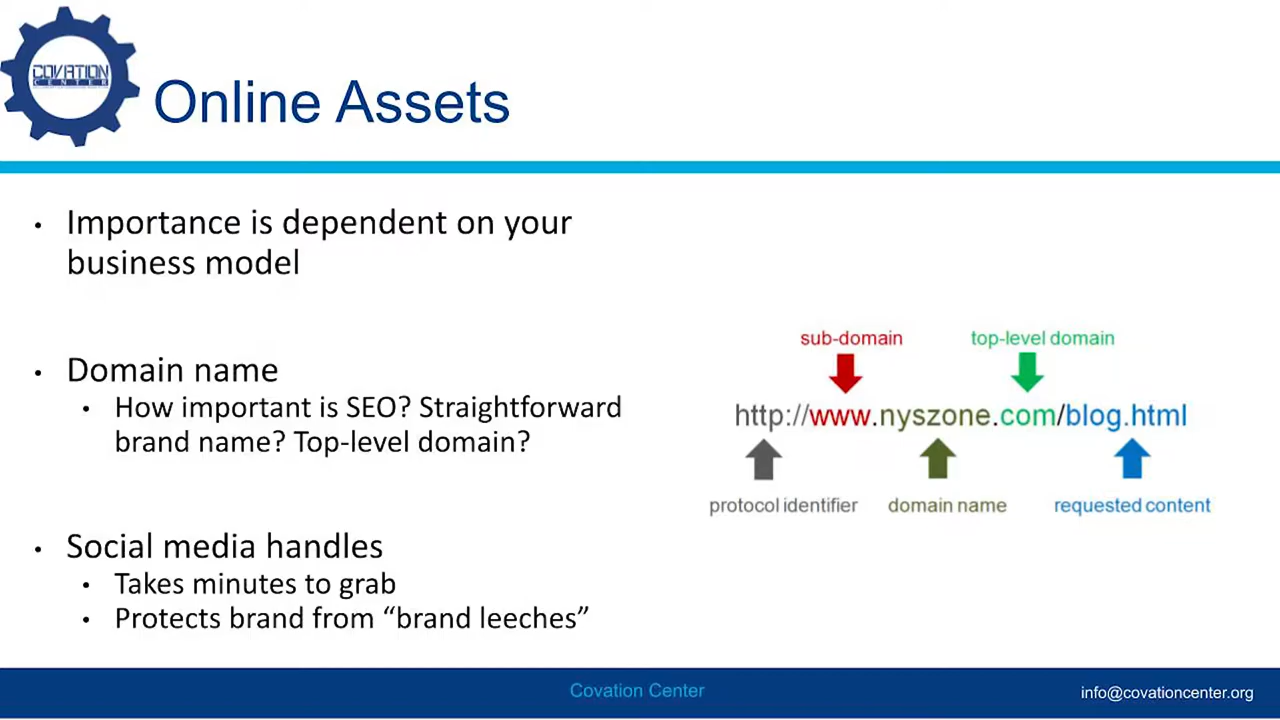 COVATION
CENTER
Online Assets
• Importance is dependent on your
business model
• Domain name
• How important is SEO? Straightforward
brand name? Top-level domain?
• Social media handles
• Takes minutes to grab
• Protects brand from “brand leeches”
sub-domain top-level domain
http://www.nyszone.com/blog.html
protocol identifier domain name requested content
Covation Center
info@covationcenter.org